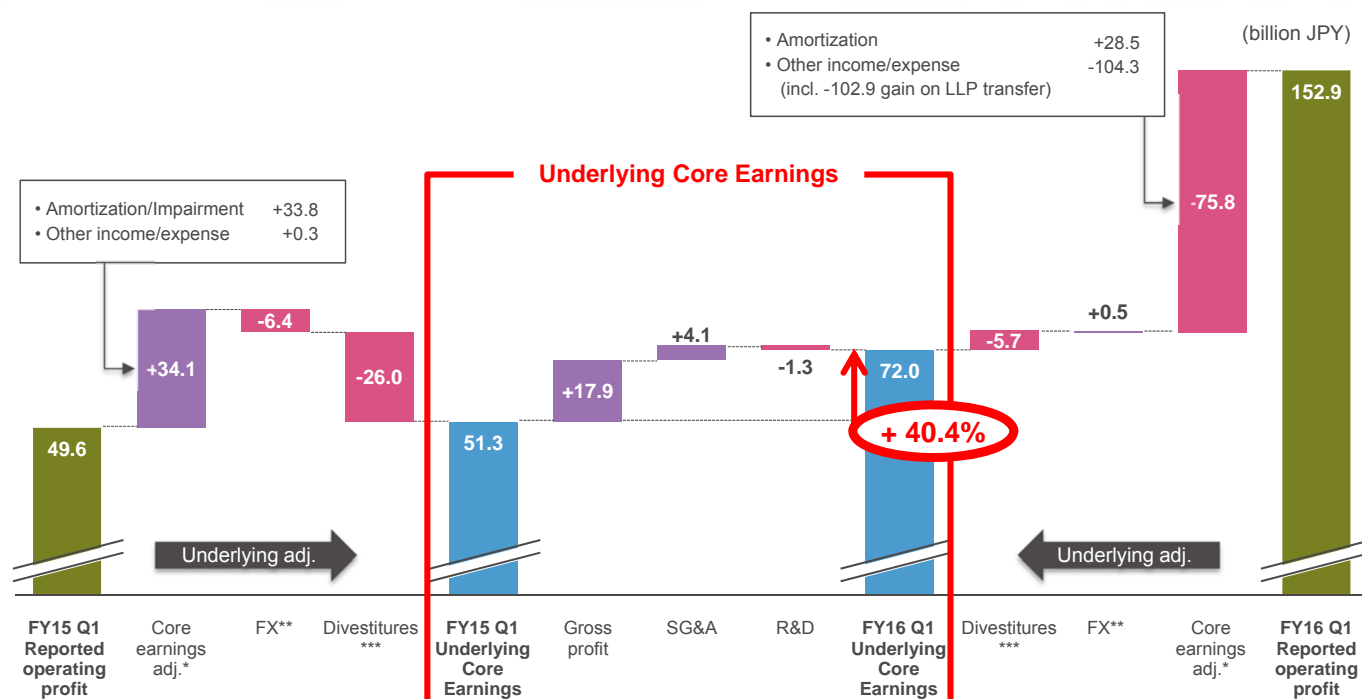 (billion JPY)
• Amortization +28.5
• Other income/expense -104.3
(incl. -102.9 gain on LLP transfer)
152.9
Underlying Core Earnings
• Amortization/Impairment +33.8
• Other income/expense +0.3
-75.8
+34.1
-6.4
-26.0
+17.9
+4.1
-1.3
72.0
-5.7
+0.5
49.6
51.3
+ 40.4%
Underlying adj.
Underlying adj.
FY15 Q1
Reported
operating
profit
Core
earnings
adj.*
FX**
Divestitures
***
FY15 Q1
Underlying
Core
Earnings
Gross
profit
SG&A
R&D
FY16 Q1
Underlying
Core
Earnings
Divestitures
***
FX**
Core
earnings
adj.*
FY16 Q1
Reported
operating
profit